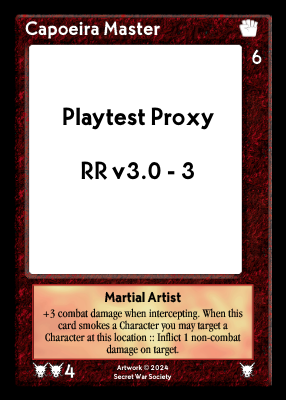 Capoeira Master
6
Playtest Proxy
RR v3.0 - 3
Martial Artist
+3 combat damage when intercepting. When this
card smokes a Character you may target a
Character at this location :: Inflict 1 non-combat
damage on target.
4
Artwork © 2024
Secret War Society